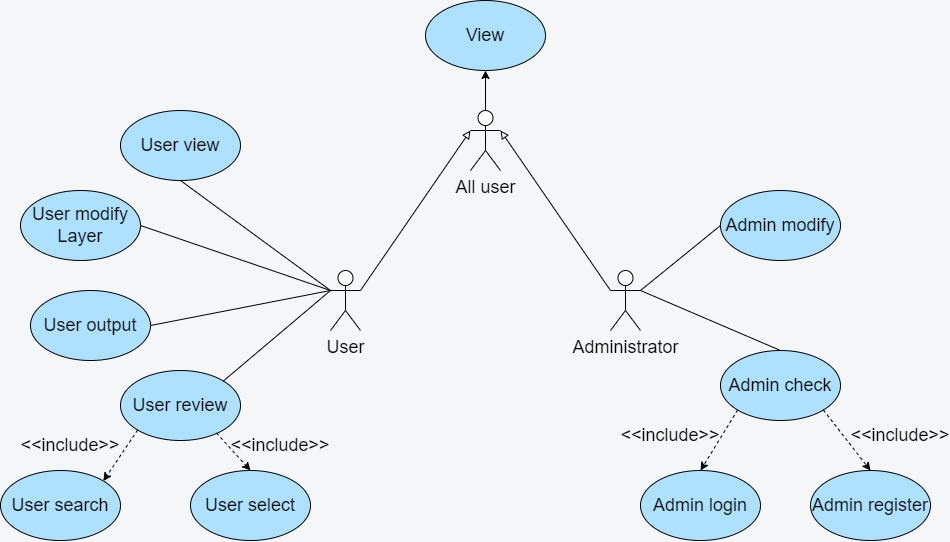 View
All user
User view
User modify
Layer
User output
User
User review
<<include>>
<<include>>
User search
User select
Admin modify
Administrator
Admin check
<<include>>
<<include>>
Admin login
Admin register